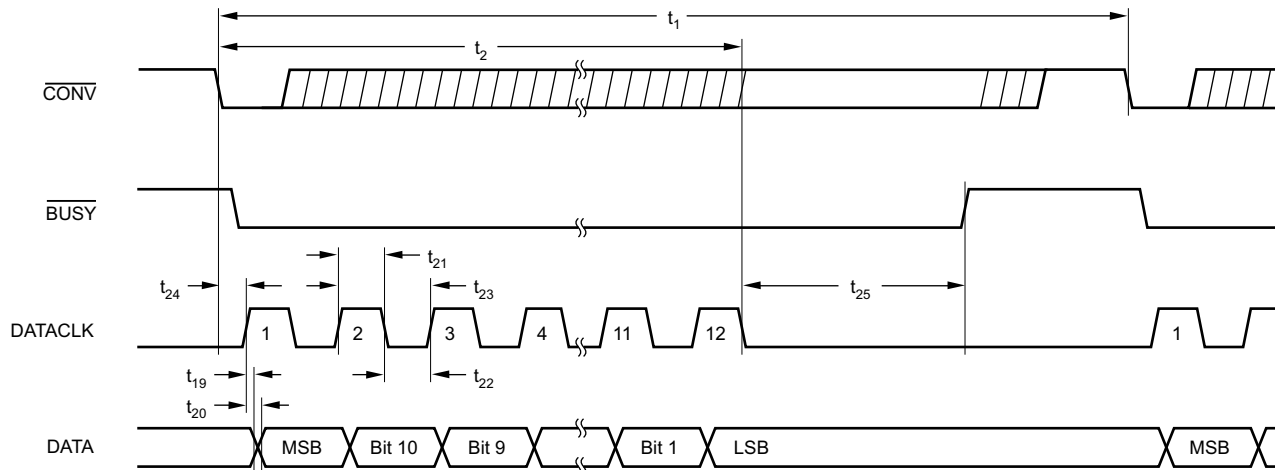 t1
t2
CONV
BUSY
t21
t24
t23
t25
DATACLK
1
2
3
4
11
12
1
t19
t22
t20
DATA
MSB
Bit 10
Bit 9
Bit 1
LSB
MSB